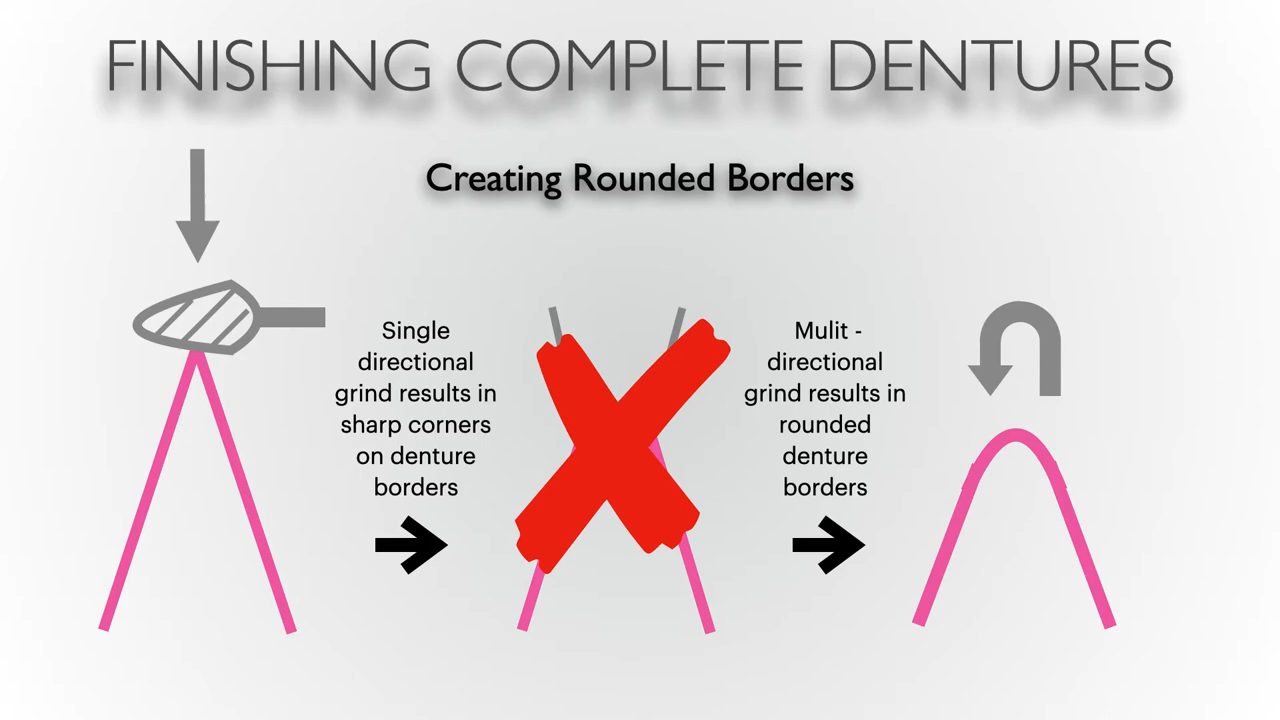 FINISHING COMPLETE DENTURES
Creating Rounded Borders
Single
directional
grind results in
sharp corners
on denture
borders
Mulit -
directional
grind results in
rounded
denture
borders